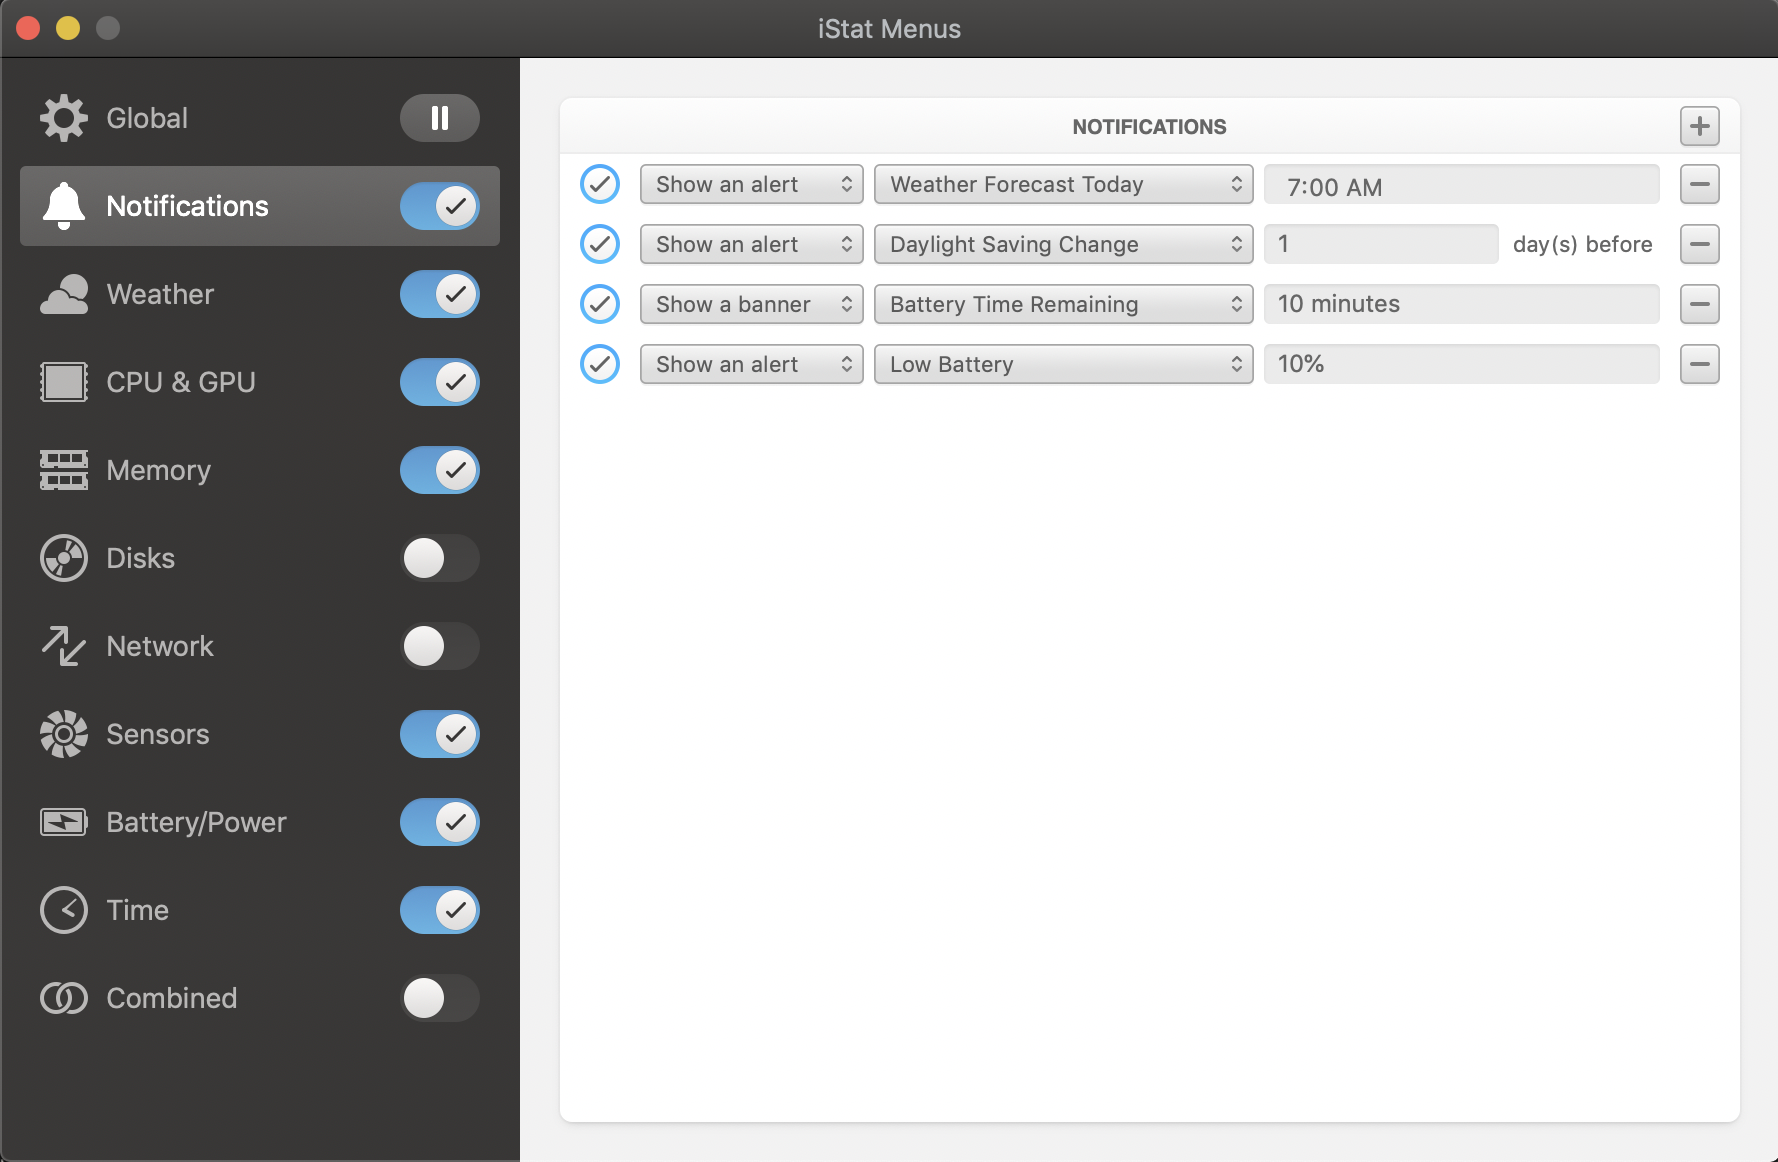 iStat Menus
Global
Notifications
Weather
CPU & GPU
Memory
Disks
Network
Sensors
Battery/Power
Time
Combined
NOTIFICATIONS
Show an alert Weather Forecast Today 7:00 AM
Show an alert Daylight Saving Change 1 day(s) before
Show a banner Battery Time Remaining 10 minutes
Show an alert Low Battery 10%